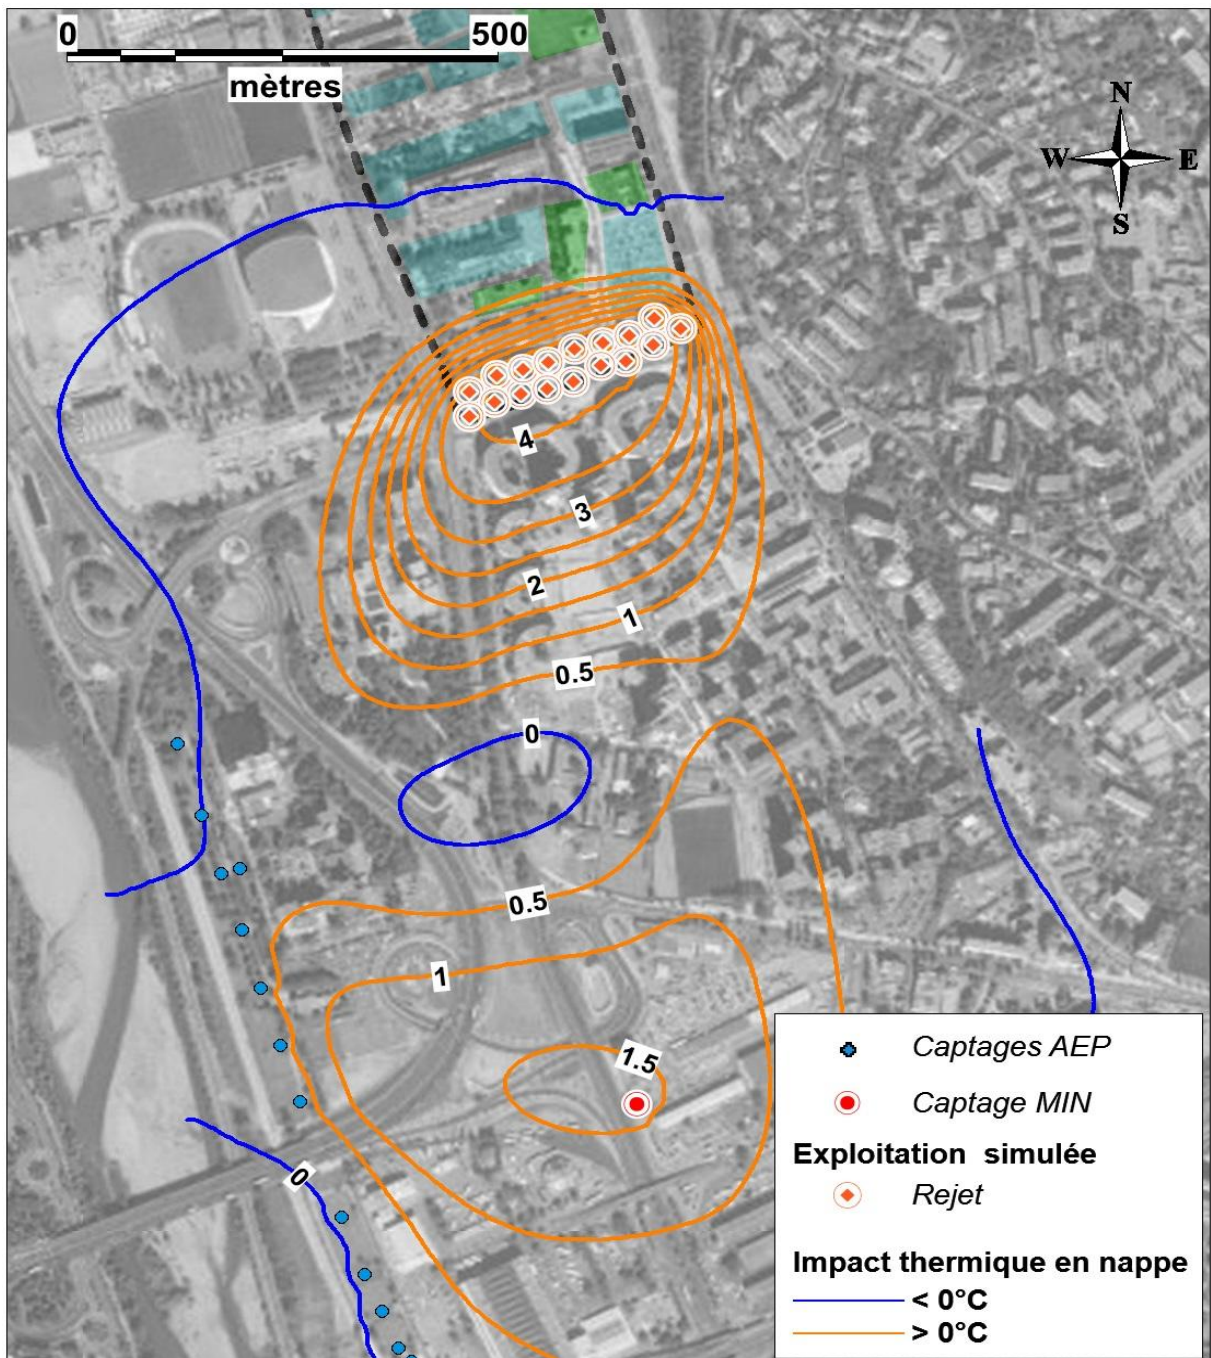 0 500
mètres
N
W E
S
4
3
2
1
0.5
0
0.5
1
1.5
0
Captages AEP
Captage MIN
Exploitation simulée
Rejet
Impact thermique en nappe
< 0°C
> 0°C